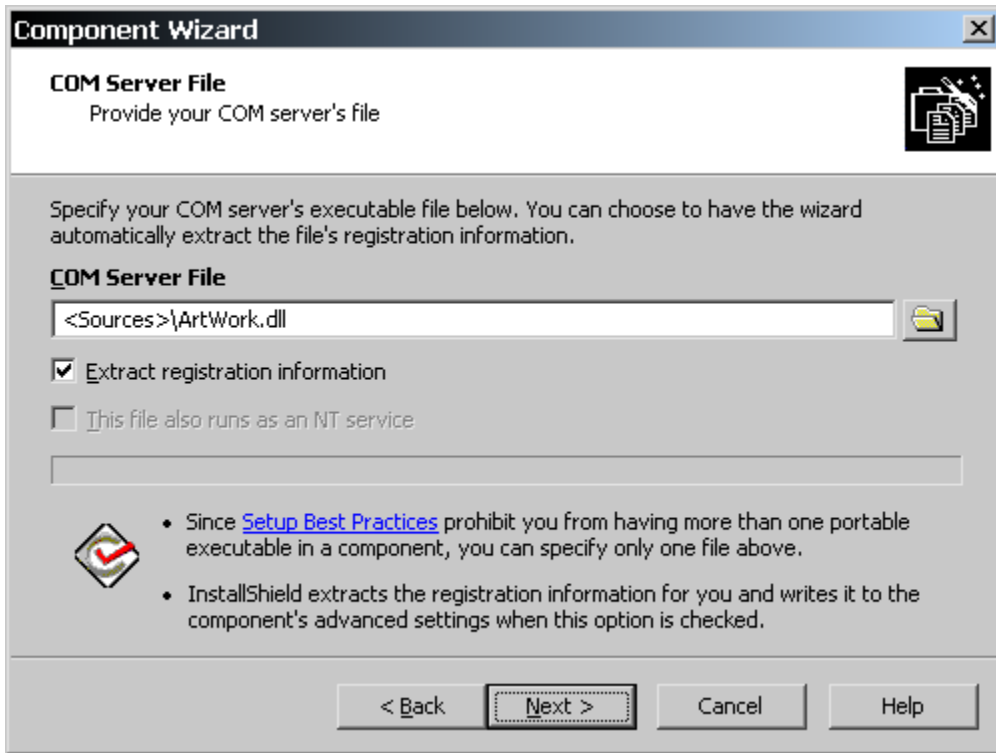 Component Wizard
COM Server File
Provide your COM server's file
Specify your COM server's executable file below. You can choose to have the wizard
automatically extract the file's registration information.
COM Server File
<Sources>\ArtWork.dll
Extract registration information
This file also runs as an NT service
• Since Setup Best Practices prohibit you from having more than one portable
executable in a component, you can specify only one file above.
• InstallShield extracts the registration information for you and writes it to the
component's advanced settings when this option is checked.
< Back Next > Cancel Help